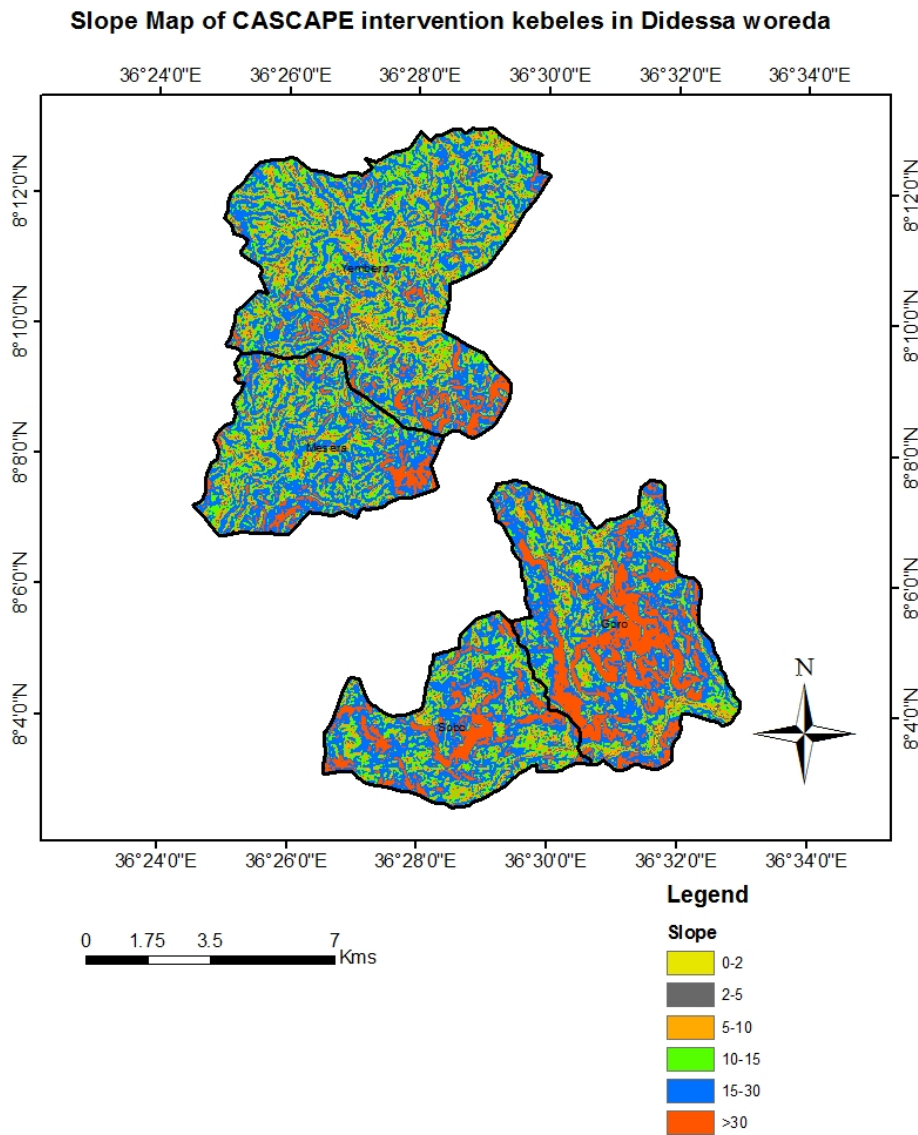 Slope Map of CASCAPE intervention kebeles in Didessa woreda
36°24'0"E 36°26'0"E 36°28'0"E 36°30'0"E 36°32'0"E 36°34'0"E
8°12'0"N 8°12'0"N
Yembero
8°10'0"N 8°10'0"N
8°8'0"N 8°8'0"N
Mesera
8°6'0"N 8°6'0"N
Goro
N
8°4'0"N 8°4'0"N
36°24'0"E 36°26'0"E 36°28'0"E 36°30'0"E 36°32'0"E 36°34'0"E
0 1.75 3.5 7
Kms
Legend
Slope
0-2
2-5
5-10
10-15
15-30
>30